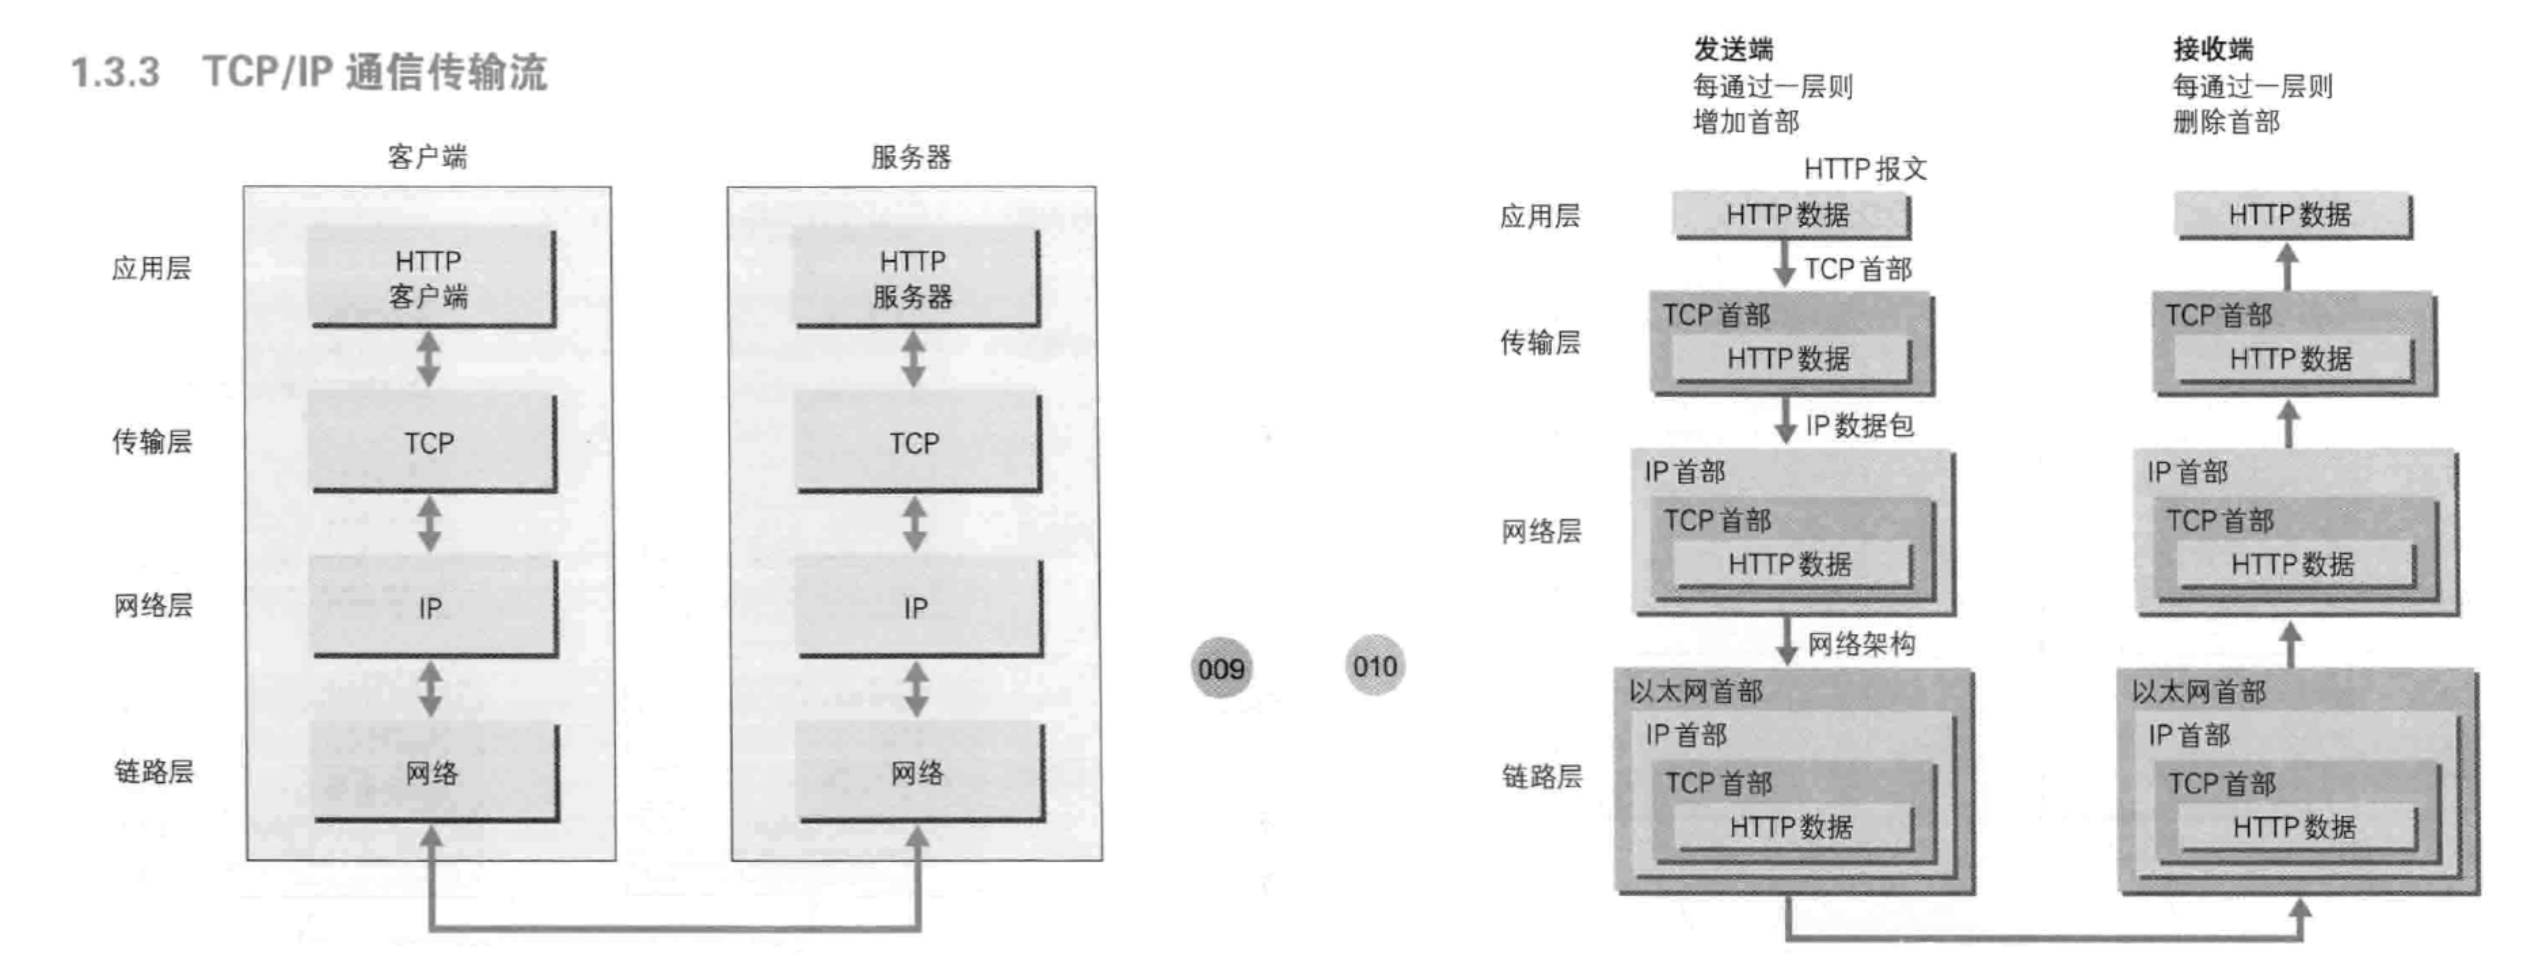 1.3.3 TCP/IP 通信传输流
客户端
服务器
应用层
HTTP
客户端
HTTP
服务器
传输层
TCP
TCP
网络层
IP
IP
链路层
网络
网络
009
010
发送端
每通过一层则
增加首部
接收端
每通过一层则
删除首部
HTTP 报文
应用层
HTTP 数据
HTTP 数据
TCP 首部
传输层
TCP 首部
HTTP 数据
TCP 首部
HTTP 数据
IP 数据包
网络层
IP 首部
TCP 首部
HTTP 数据
IP 首部
TCP 首部
HTTP 数据
网络架构
链路层
以太网首部
IP 首部
TCP 首部
HTTP 数据
以太网首部
IP 首部
TCP 首部
HTTP 数据